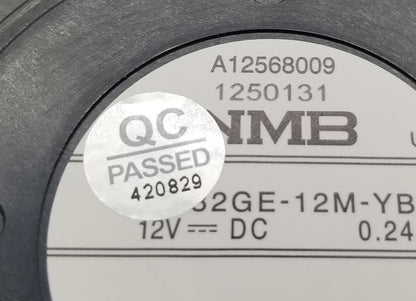 A12568009
1250131
NMB
QC
PASSED
420829
32GE-12M-YB
12V ⎓ DC 0.24